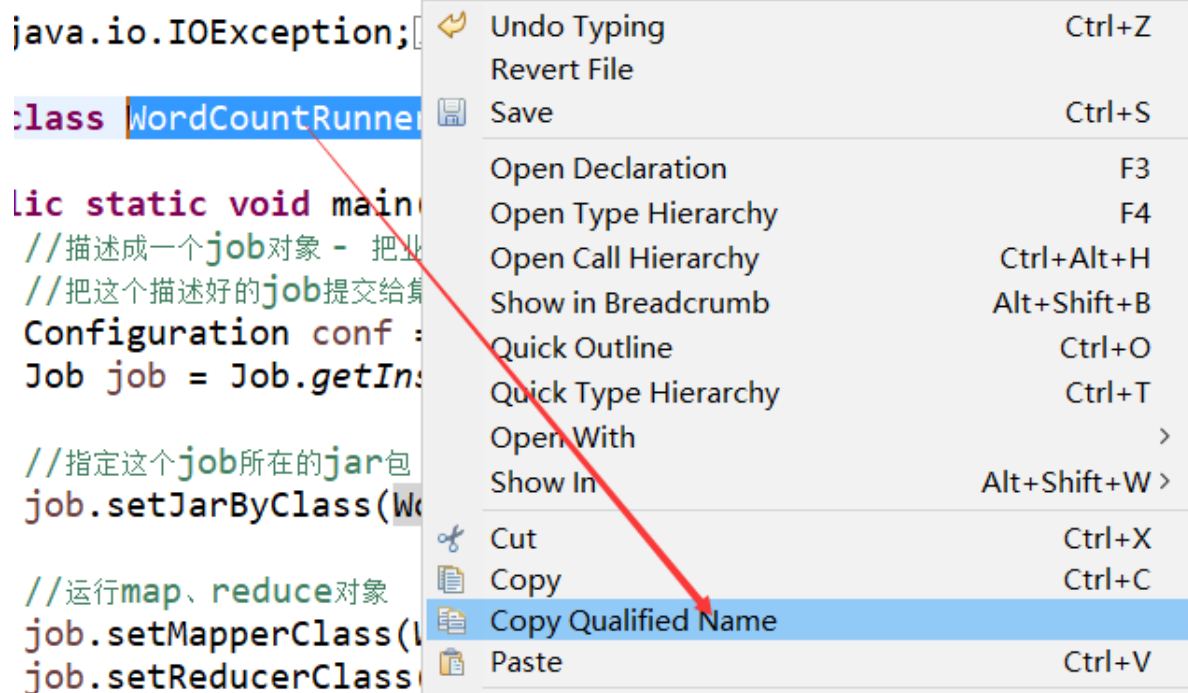 java.io.IOException;
class WordCountRunner
lic static void main(
//描述成一个job对象 - 把业
//把这个描述好的job提交给集
Configuration conf =
Job job = Job.getIns
//指定这个job所在的jar包
job.setJarByClass(Wo
//运行map、reduce对象
job.setMapperClass(W
job.setReducerClass(
Undo Typing Ctrl+Z
Revert File
Save Ctrl+S
Open Declaration F3
Open Type Hierarchy F4
Open Call Hierarchy Ctrl+Alt+H
Show in Breadcrumb Alt+Shift+B
Quick Outline Ctrl+O
Quick Type Hierarchy Ctrl+T
Open With >
Show In Alt+Shift+W >
Cut Ctrl+X
Copy Ctrl+C
Copy Qualified Name
Paste Ctrl+V